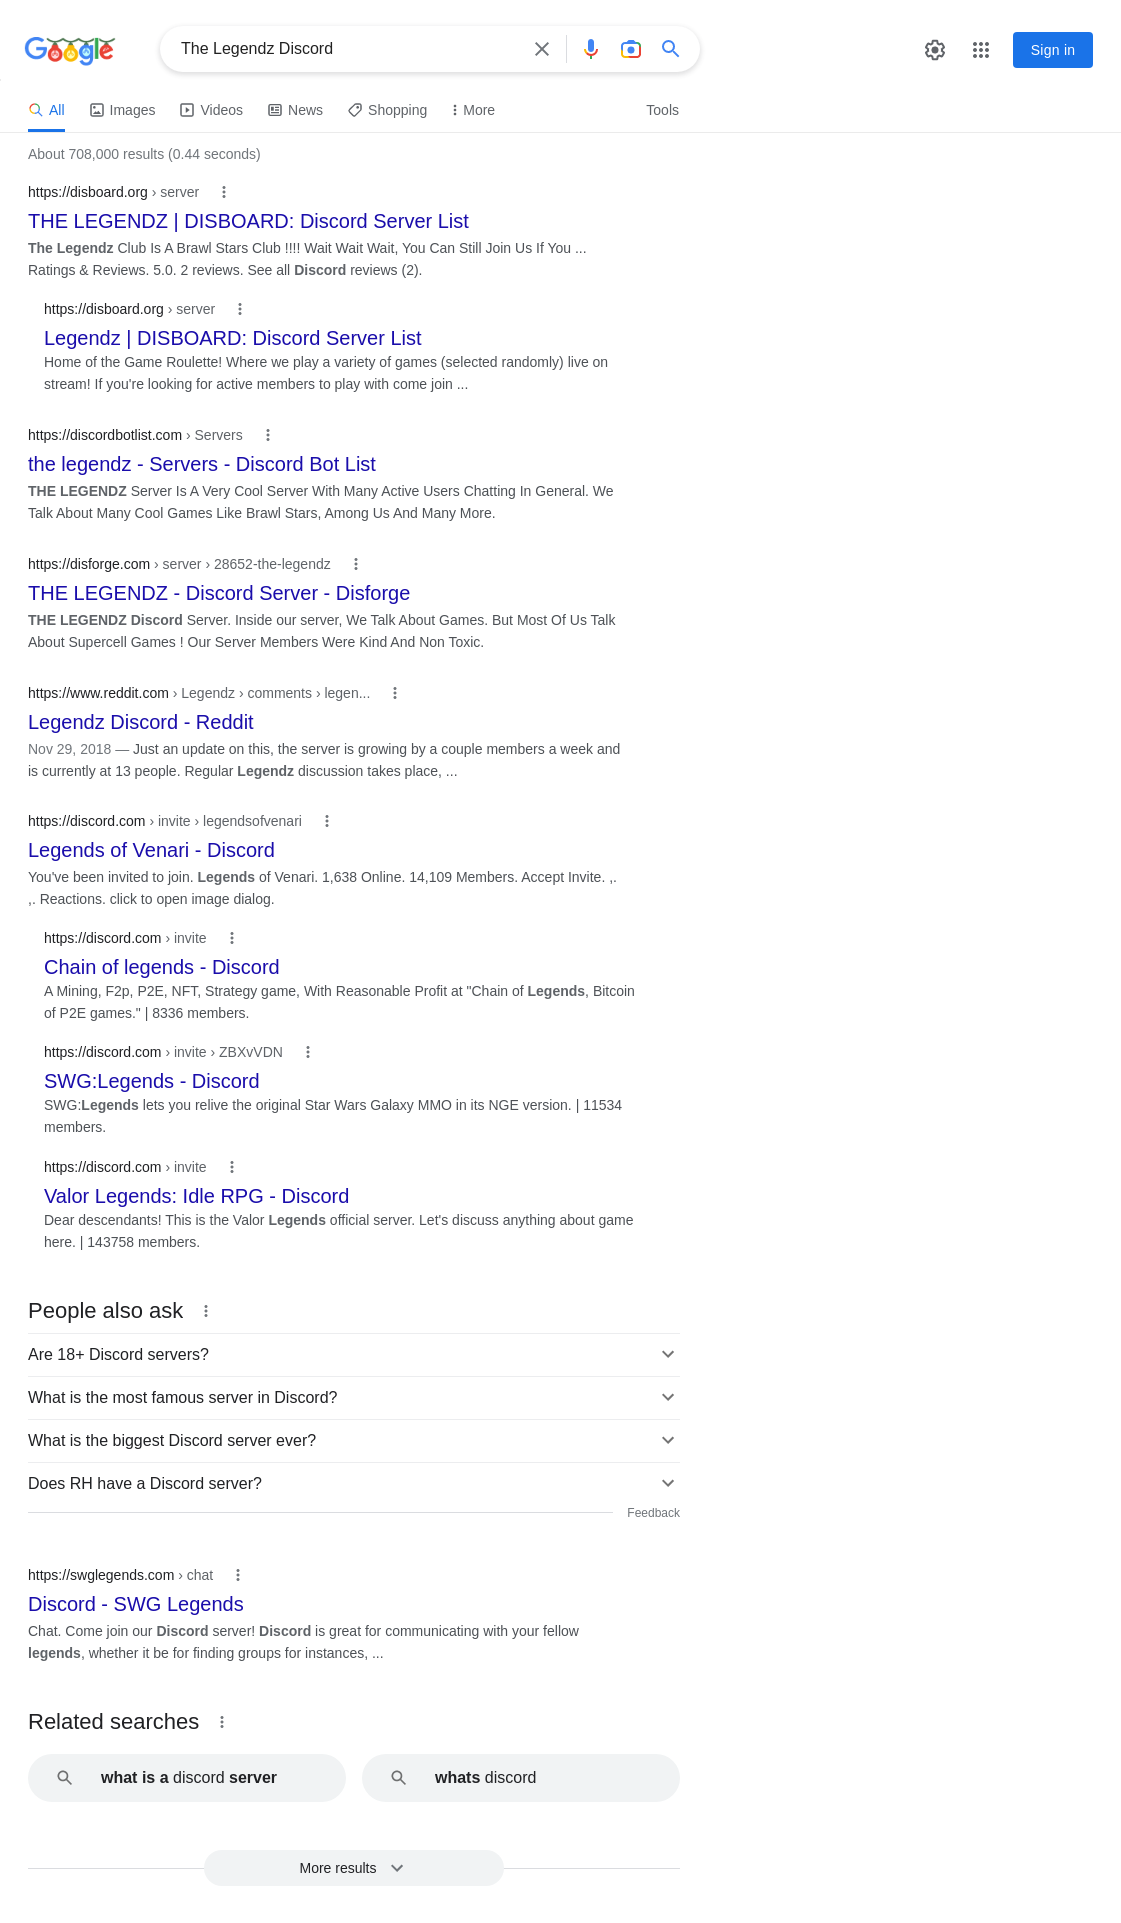 Google
The Legendz Discord
Sign in
All
Images
Videos
News
Shopping
More
Tools
About 708,000 results (0.44 seconds)
https://disboard.org › server
THE LEGENDZ | DISBOARD: Discord Server List
The Legendz Club Is A Brawl Stars Club !!!! Wait Wait Wait, You Can Still Join Us If You ...
Ratings & Reviews. 5.0. 2 reviews. See all Discord reviews (2).
https://disboard.org › server
Legendz | DISBOARD: Discord Server List
Home of the Game Roulette! Where we play a variety of games (selected randomly) live on
stream! If you're looking for active members to play with come join ...
https://discordbotlist.com › Servers
the legendz - Servers - Discord Bot List
THE LEGENDZ Server Is A Very Cool Server With Many Active Users Chatting In General. We
Talk About Many Cool Games Like Brawl Stars, Among Us And Many More.
https://disforge.com › server › 28652-the-legendz
THE LEGENDZ - Discord Server - Disforge
THE LEGENDZ Discord Server. Inside our server, We Talk About Games. But Most Of Us Talk
About Supercell Games ! Our Server Members Were Kind And Non Toxic.
https://www.reddit.com › Legendz › comments › legen...
Legendz Discord - Reddit
Nov 29, 2018 — Just an update on this, the server is growing by a couple members a week and
is currently at 13 people. Regular Legendz discussion takes place, ...
https://discord.com › invite › legendsofvenari
Legends of Venari - Discord
You've been invited to join. Legends of Venari. 1,638 Online. 14,109 Members. Accept Invite. ,.
,. Reactions. click to open image dialog.
https://discord.com › invite
Chain of legends - Discord
A Mining, F2p, P2E, NFT, Strategy game, With Reasonable Profit at "Chain of Legends, Bitcoin
of P2E games." | 8336 members.
https://discord.com › invite › ZBXvVDN
SWG:Legends - Discord
SWG:Legends lets you relive the original Star Wars Galaxy MMO in its NGE version. | 11534
members.
https://discord.com › invite
Valor Legends: Idle RPG - Discord
Dear descendants! This is the Valor Legends official server. Let's discuss anything about game
here. | 143758 members.
People also ask
Are 18+ Discord servers?
What is the most famous server in Discord?
What is the biggest Discord server ever?
Does RH have a Discord server?
Feedback
https://swglegends.com › chat
Discord - SWG Legends
Chat. Come join our Discord server! Discord is great for communicating with your fellow
legends, whether it be for finding groups for instances, ...
Related searches
what is a discord server
whats discord
More results